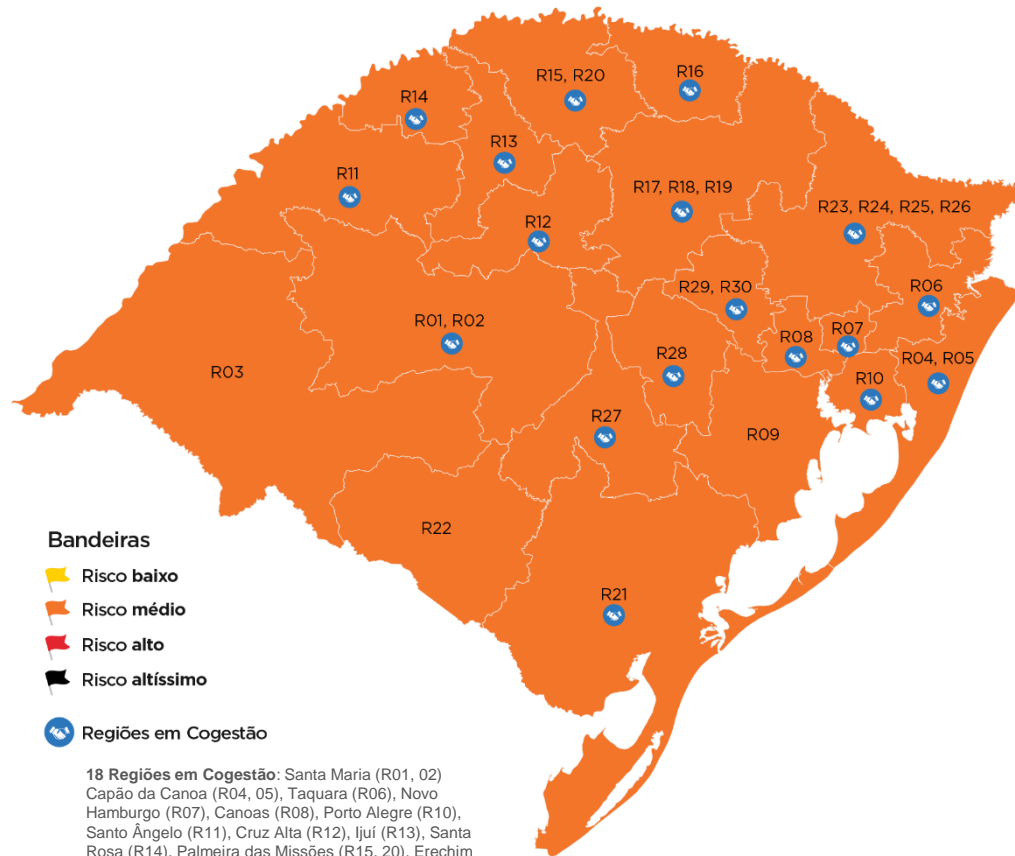 R15, R20
R16
R14
R13
R11
R17, R18, R19
R23, R24, R25, R26
R12
R06
R29, R30
R01, R02
R07
R08
R03
R28
R04, R05
R10
R27
R09
R22
R21
Bandeiras
Risco baixo
Risco médio
Risco alto
Risco altíssimo
Regiões em Cogestão
18 Regiões em Cogestão: Santa Maria (R01, 02)
Capão da Canoa (R04, 05), Taquara (R06), Novo
Hamburgo (R07), Canoas (R08), Porto Alegre (R10),
Santo Ângelo (R11), Cruz Alta (R12), Ijuí (R13), Santa
Rosa (R14), Palmeira das Missões (R15, 20), Erechim